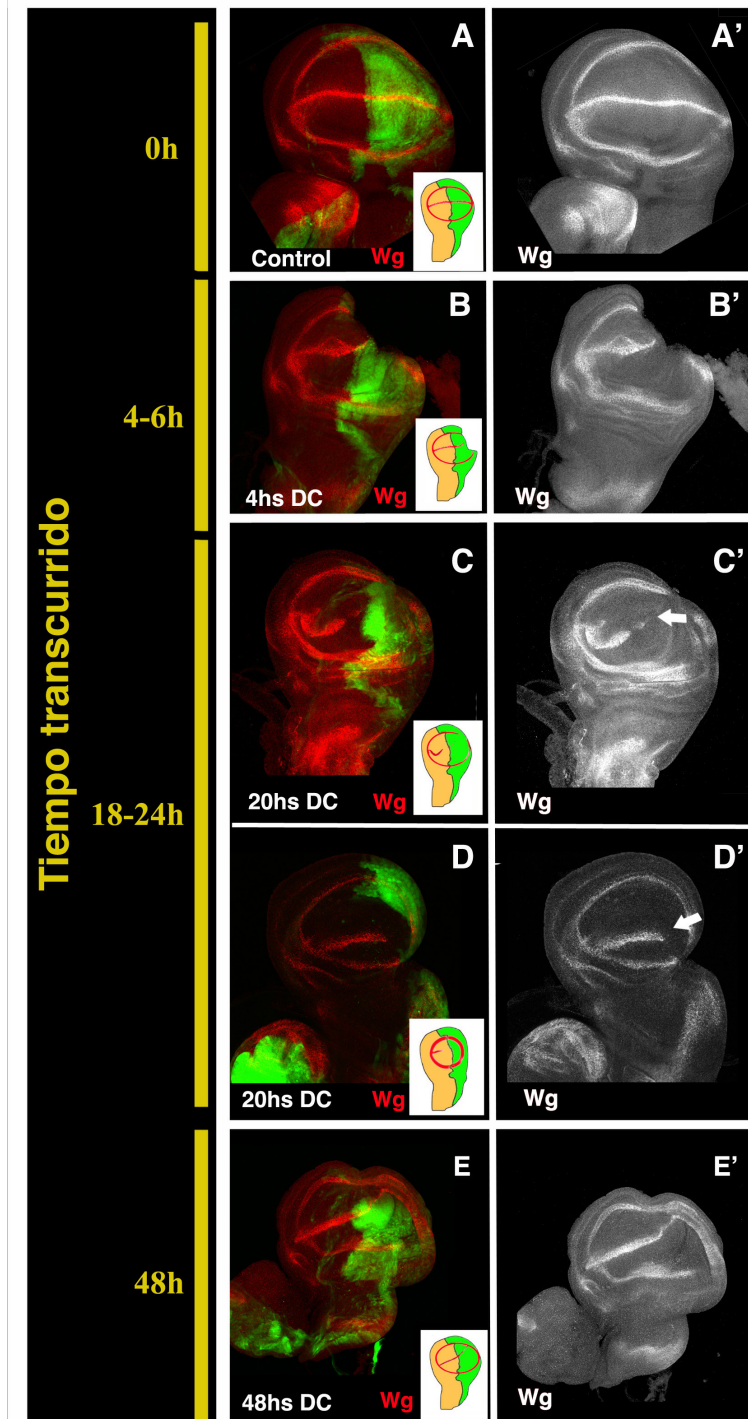 Tiempo transcurrido
0h
A
Control
Wg
A’
Wg
4-6h
B
4hs DC
Wg
B’
Wg
18-24h
C
20hs DC
Wg
C’
Wg
D
20hs DC
Wg
D’
Wg
48h
E
48hs DC
Wg
E’
Wg